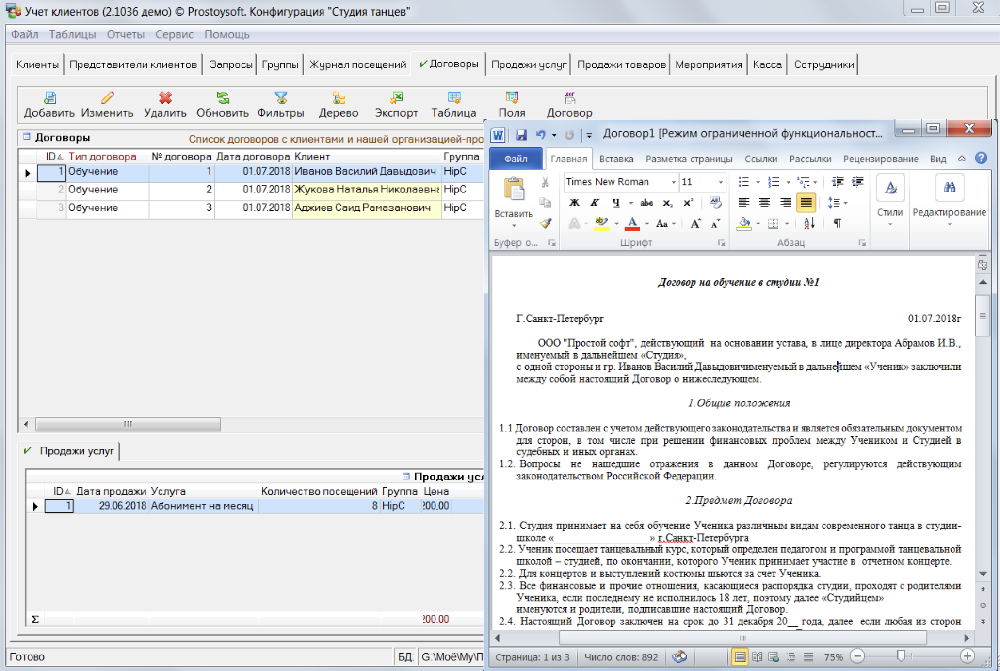 Учет клиентов (2.1036 демо) © Prostoysoft. Конфигурация "Студия танцев"
Файл Таблицы Отчеты Сервис Помощь
Клиенты Представители клиентов Запросы Группы Журнал посещений Договоры Продажи услуг Продажи товаров Мероприятия Касса Сотрудники
Добавить Изменить Удалить Обновить Фильтры Дерево Экспорт Таблица Поля Договор
Договоры Список договоров с клиентами и нашей организацией-про
ID Тип договора № договора Дата договора Клиент Группа
1 Обучение 1 01.07.2018 Иванов Василий Давыдович HipC
2 Обучение 2 01.07.2018 Жукова Наталья Николаевна HipC
3 Обучение 3 01.07.2018 Аджиев Саид Рамазанович HipC
Продажи услуг
Продажи усл
ID Дата продажи Услуга Количество посещений Группа Цена
1 29.06.2018 Абонимент на месяц 8 HipC 200,00
Σ 200,00
Готово БД: G:\Моё\My\П
Договор1 [Режим ограниченной функциональност...
Файл Главная Вставка Разметка страницы Ссылки Рассылки Рецензирование Вид
Вставить
Times New Roman 11
Ж К Ч abc x₂ x²
Aa
Стили Редактирование
Буфер о... Шрифт Абзац
Договор на обучение в студии №1
Г.Санкт-Петербург 01.07.2018г
ООО "Простой софт", действующий на основании устава, в лице директора Абрамов И.В.,
именуемый в дальнейшем «Студия»,
с одной стороны и гр. Иванов Василий Давыдовичименуемый в дальнейшем «Ученик» заключили
между собой настоящий Договор о нижеследующем.
1.Общие положения
1.1 Договор составлен с учетом действующего законодательства и является обязательным документом
для сторон, в том числе при решении финансовых проблем между Учеником и Студией в
судебных и иных органах.
1.2. Вопросы не нашедшие отражения в данном Договоре, регулируются действующим
законодательством Российской Федерации.
2.Предмет Договора
2.1. Студия принимает на себя обучение Ученика различным видам современного танца в студии-
школе «____________________» г.Санкт-Петербурга
2.2. Ученик посещает танцевальный курс, который определен педагогом и программой танцевальной
школой – студией, по окончании, которого Ученик принимает участие в отчетном концерте.
2.2. Для концертов и выступлений костюмы шьются за счет Ученика.
2.3. Все финансовые и прочие отношения, касающиеся распорядка студии, проходят с родителями
Ученика, если последнему не исполнилось 18 лет, поэтому далее «Студийцем»
именуются и родители, подписавшие настоящий Договор.
2.4. Настоящий Договор заключен на срок до 31 декабря 20__ года, далее если любая из сторон
Страница: 1 из 3 Число слов: 892 75%